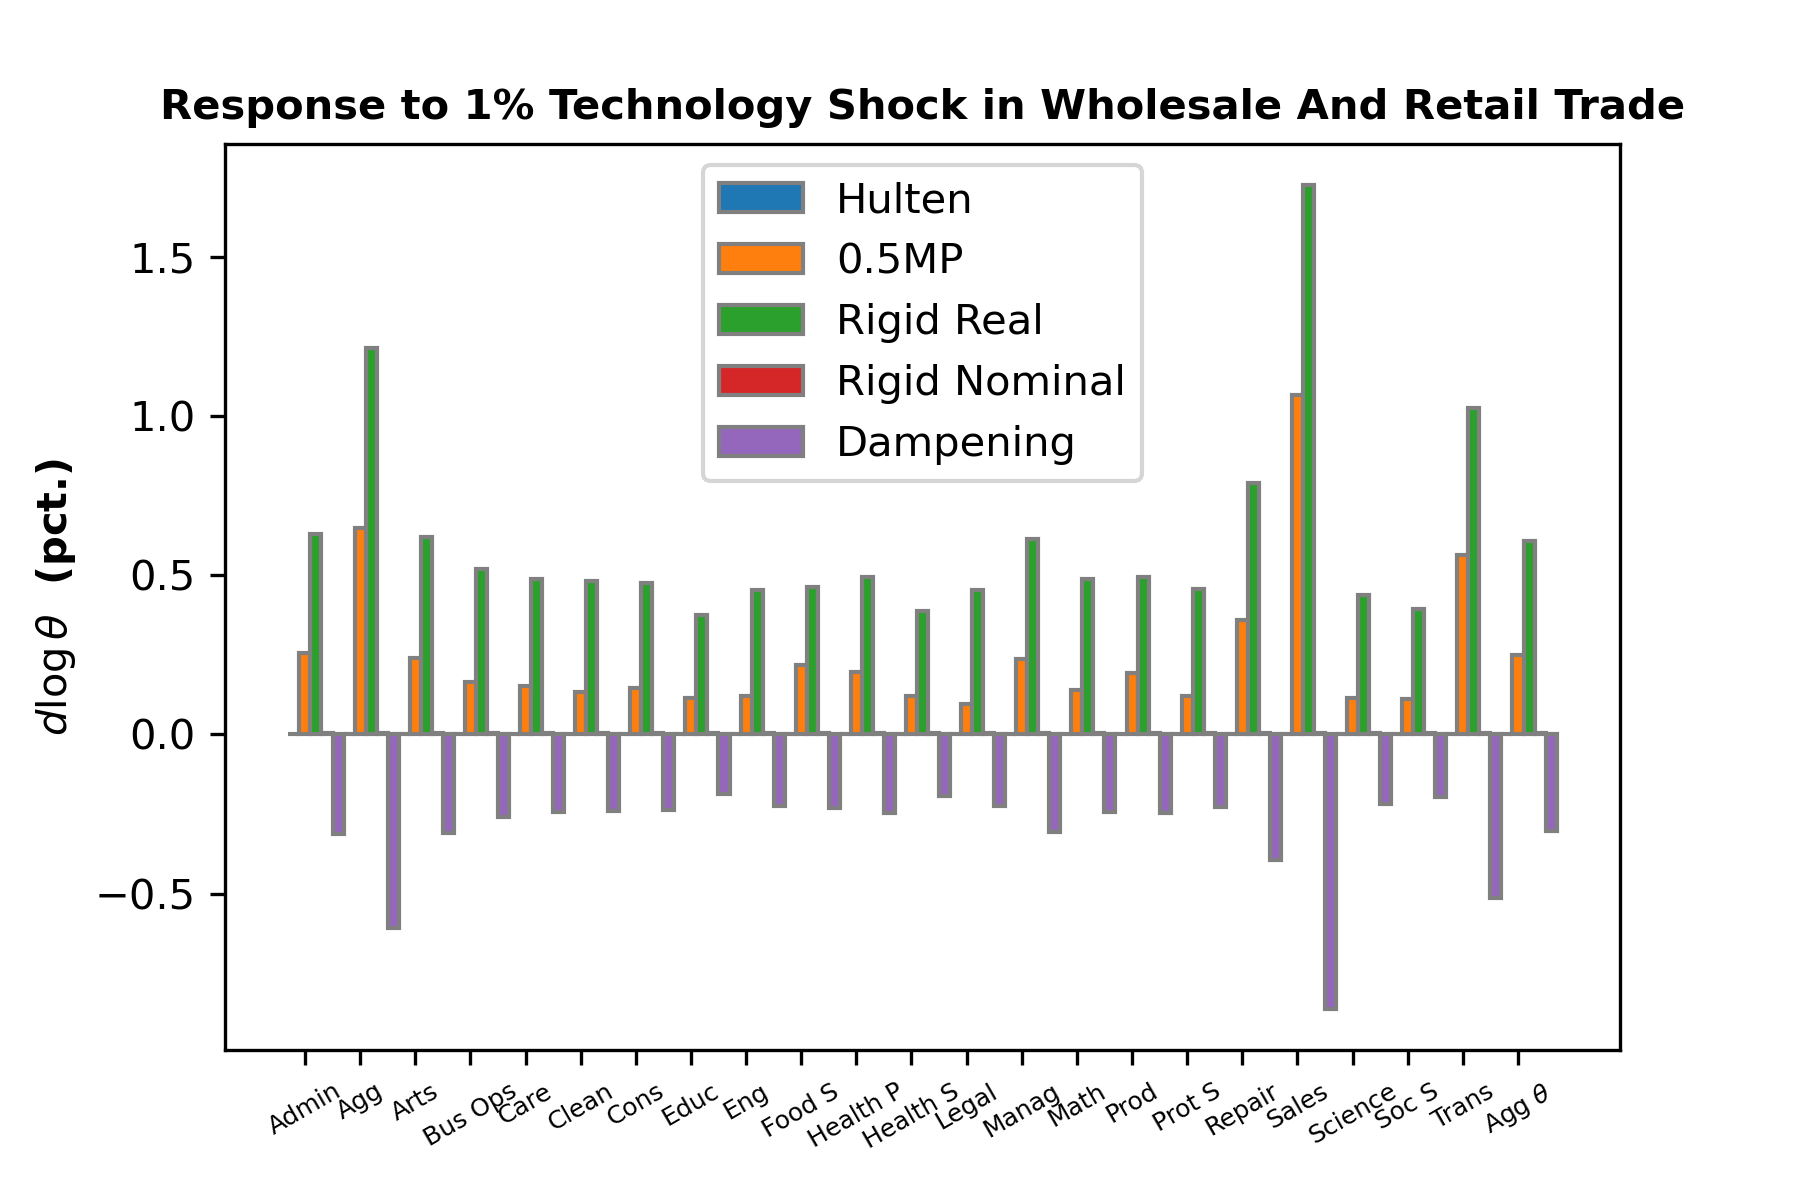 Response to 1% Technology Shock in Wholesale And Retail Trade
Hulten
0.5MP
Rigid Real
Rigid Nominal
Dampening
1.5
1.0
0.5
0.0
−0.5
dlog θ (pct.)
Admin
Agg
Arts
Bus Ops
Care
Clean
Cons
Educ
Eng
Food S
Health P
Health S
Legal
Manag
Math
Prod
Prot S
Repair
Sales
Science
Soc S
Trans
Agg θ